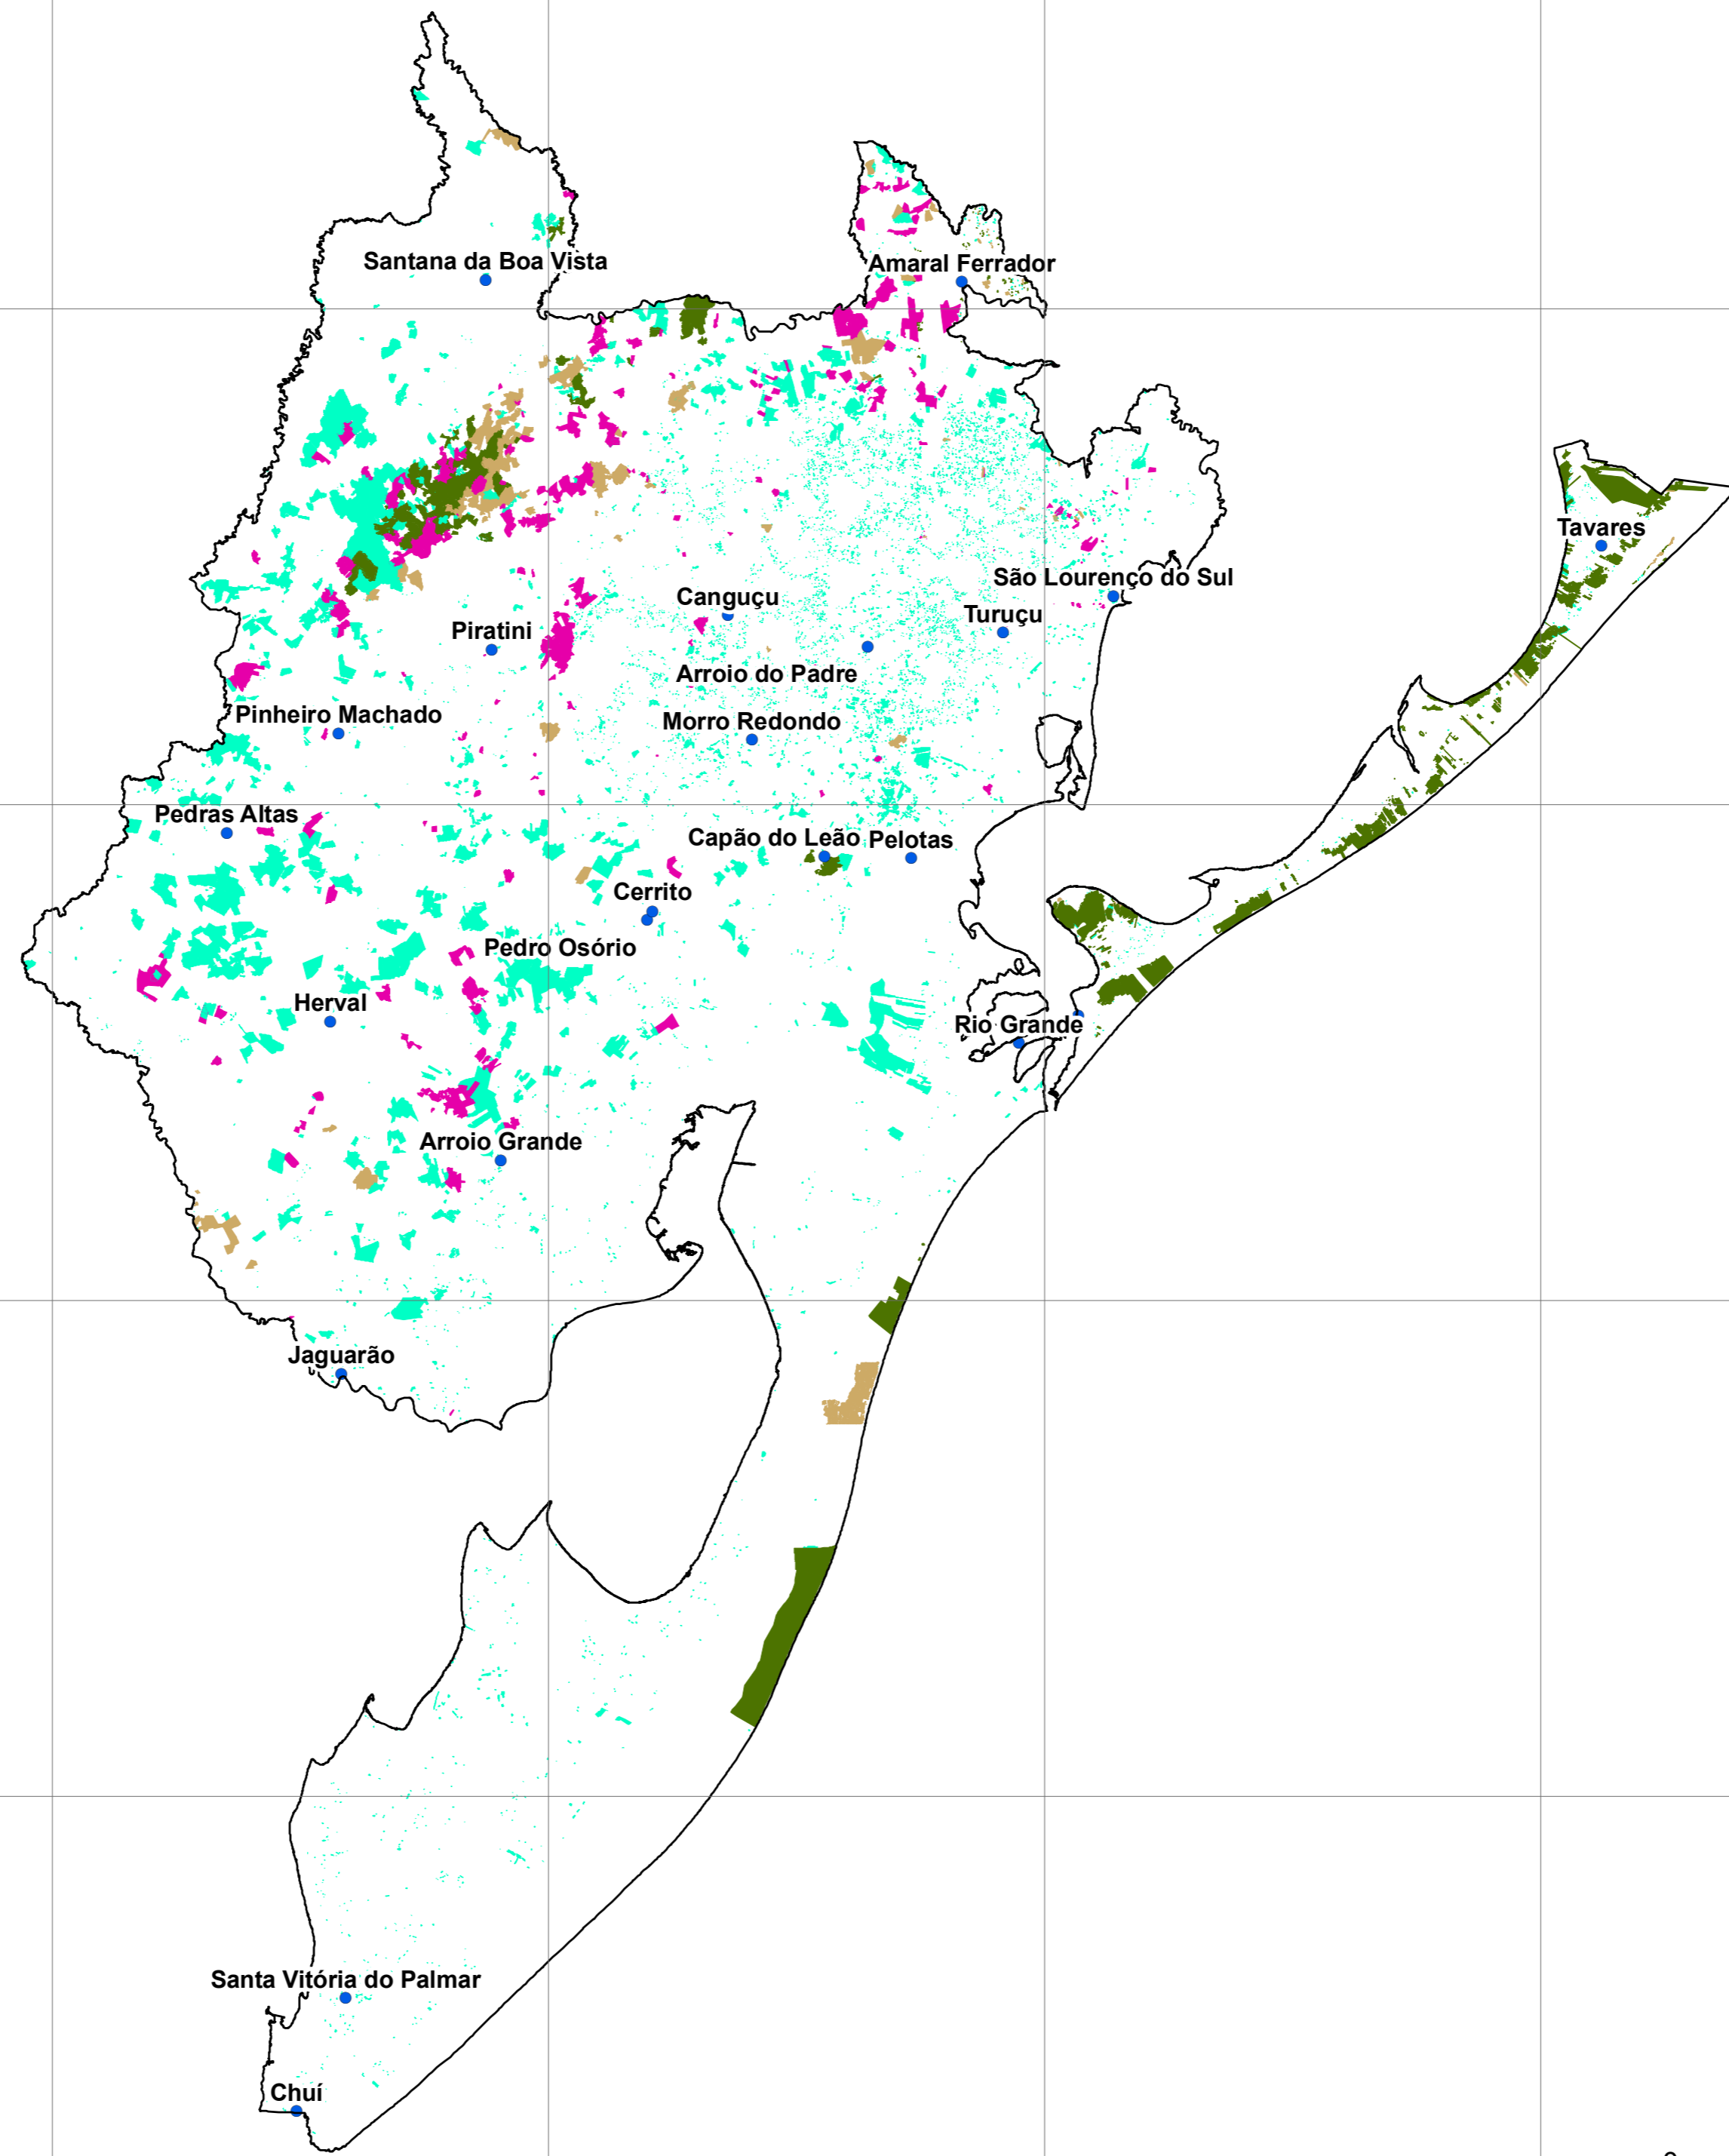 Santana da Boa Vista
Amaral Ferrador
Tavares
São Lourenço do Sul
Canguçu
Turuçu
Piratini
Arroio do Padre
Pinheiro Machado
Morro Redondo
Pedras Altas
Capão do Leão
Pelotas
Cerrito
Pedro Osório
Herval
Rio Grande
Arroio Grande
Jaguarão
Santa Vitória do Palmar
Chuí